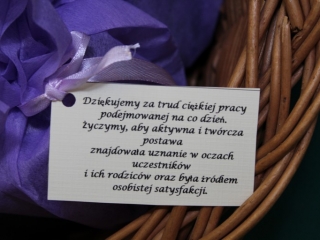 Dziękujemy za trud ciężkiej pracy
podejmowanej na co dzień.
Życzymy, aby aktywna i twórcza
postawa
znajdowała uznanie w oczach
uczestników
i ich rodziców oraz była źródłem
osobistej satysfakcji.